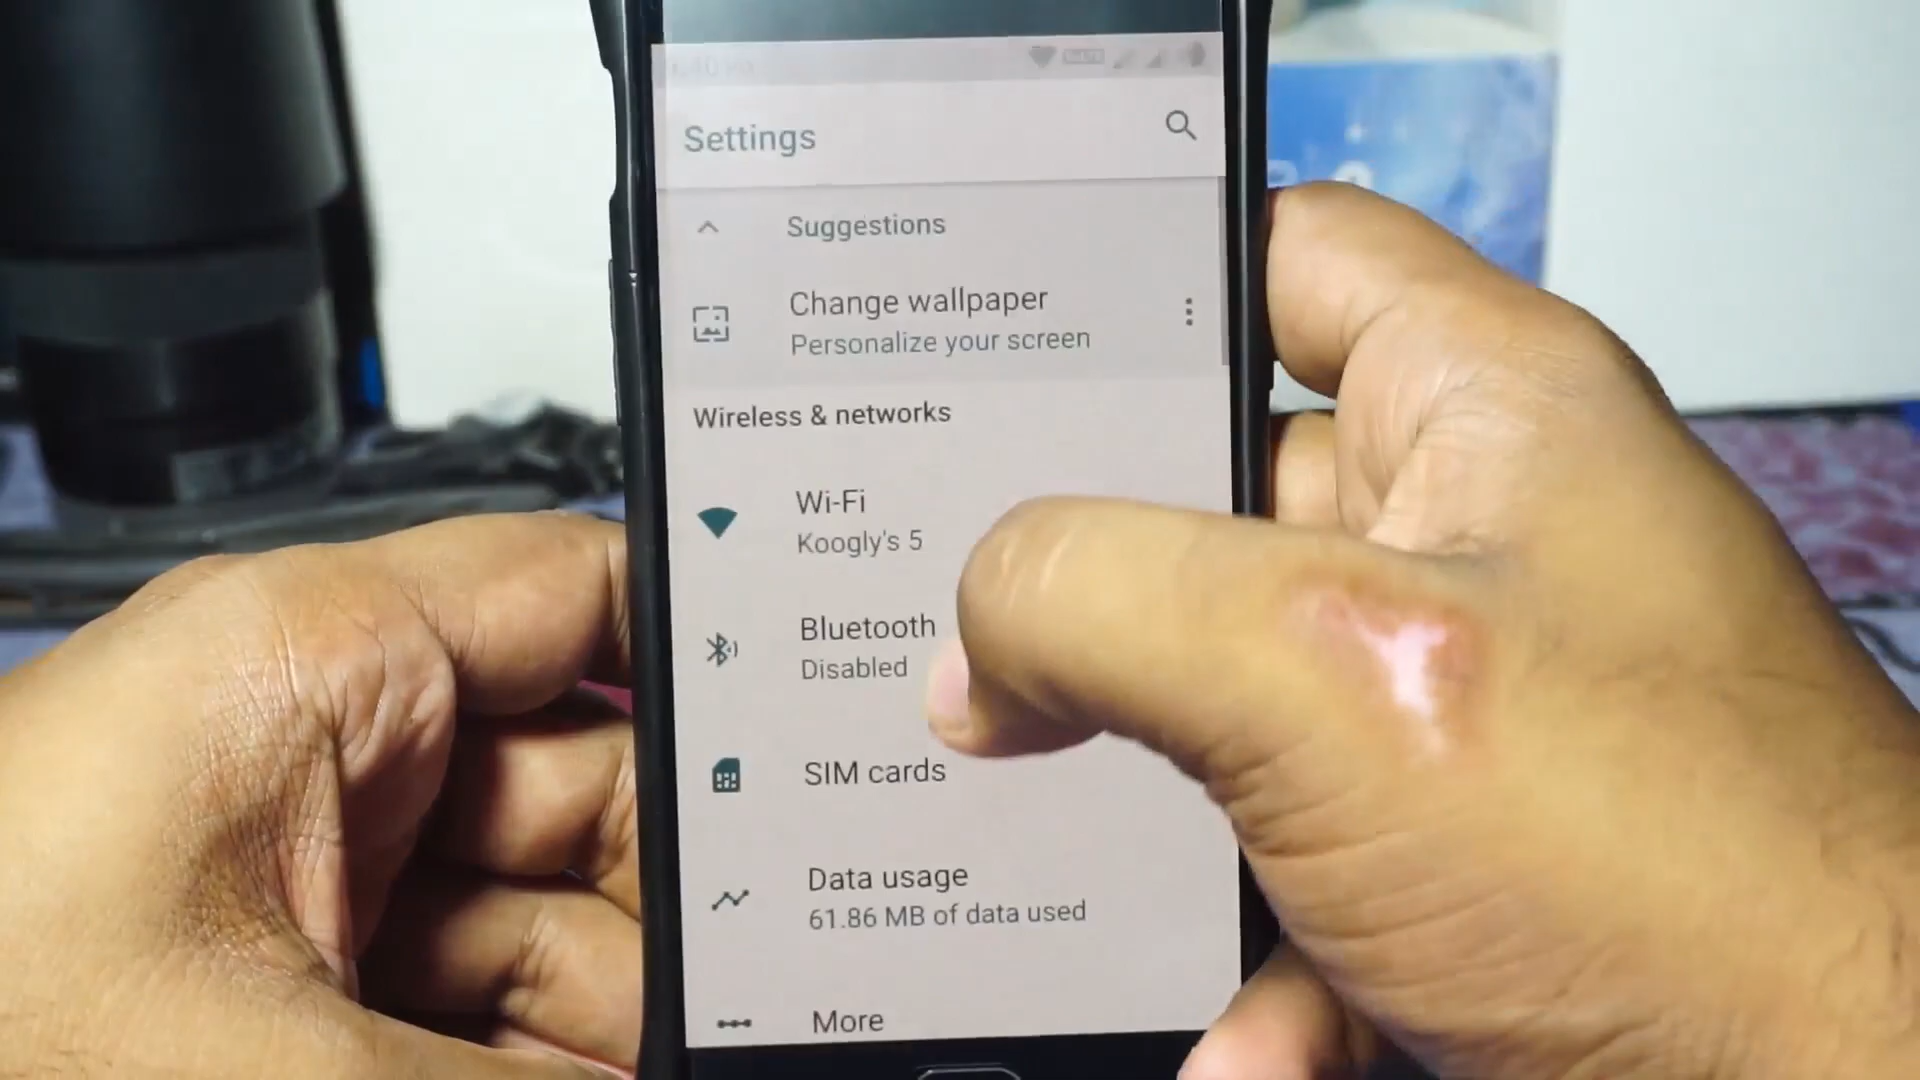 Settings
Suggestions
Change wallpaper
Personalize your screen
Wireless & networks
Wi-Fi
Koogly's 5
Bluetooth
Disabled
SIM cards
Data usage
61.86 MB of data used
More